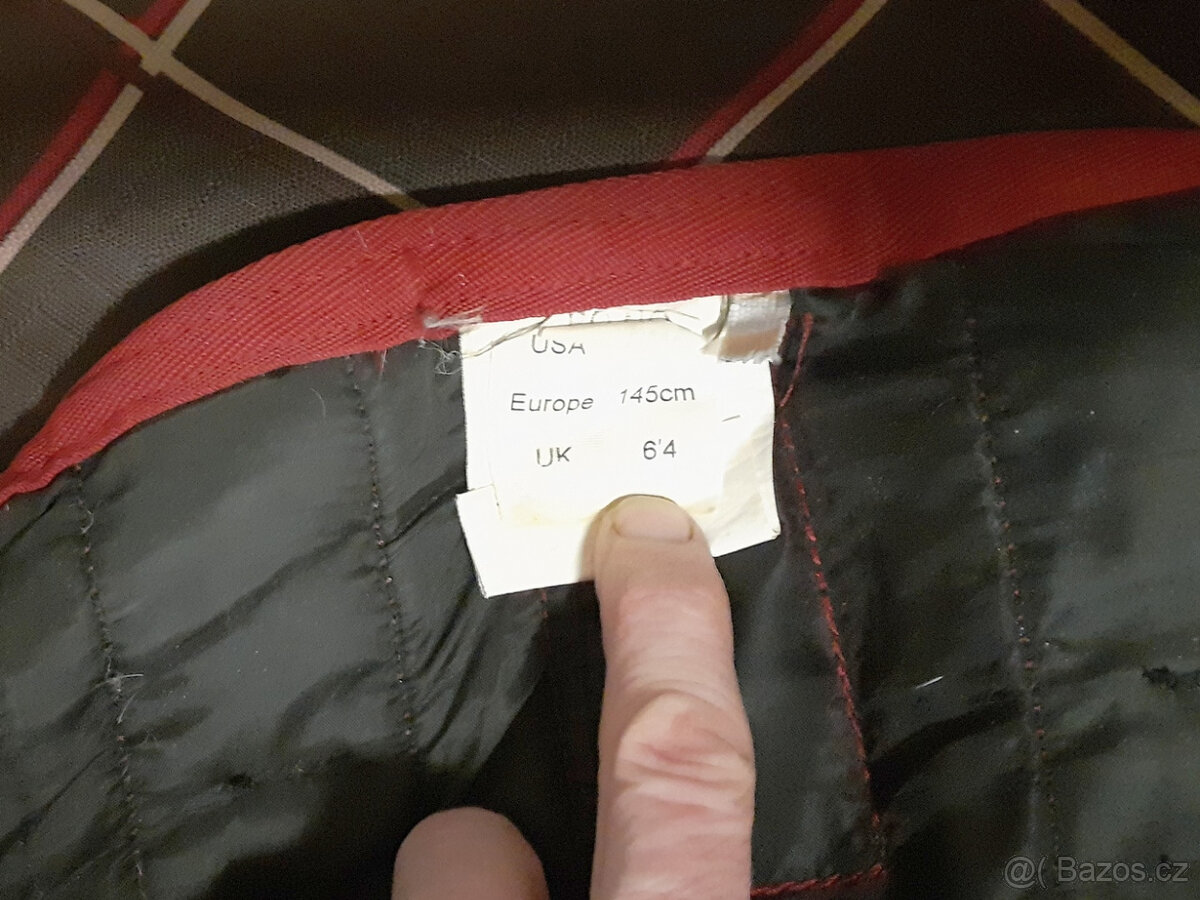 USA
Europe 145cm
UK 6'4
@( Bazos.cz